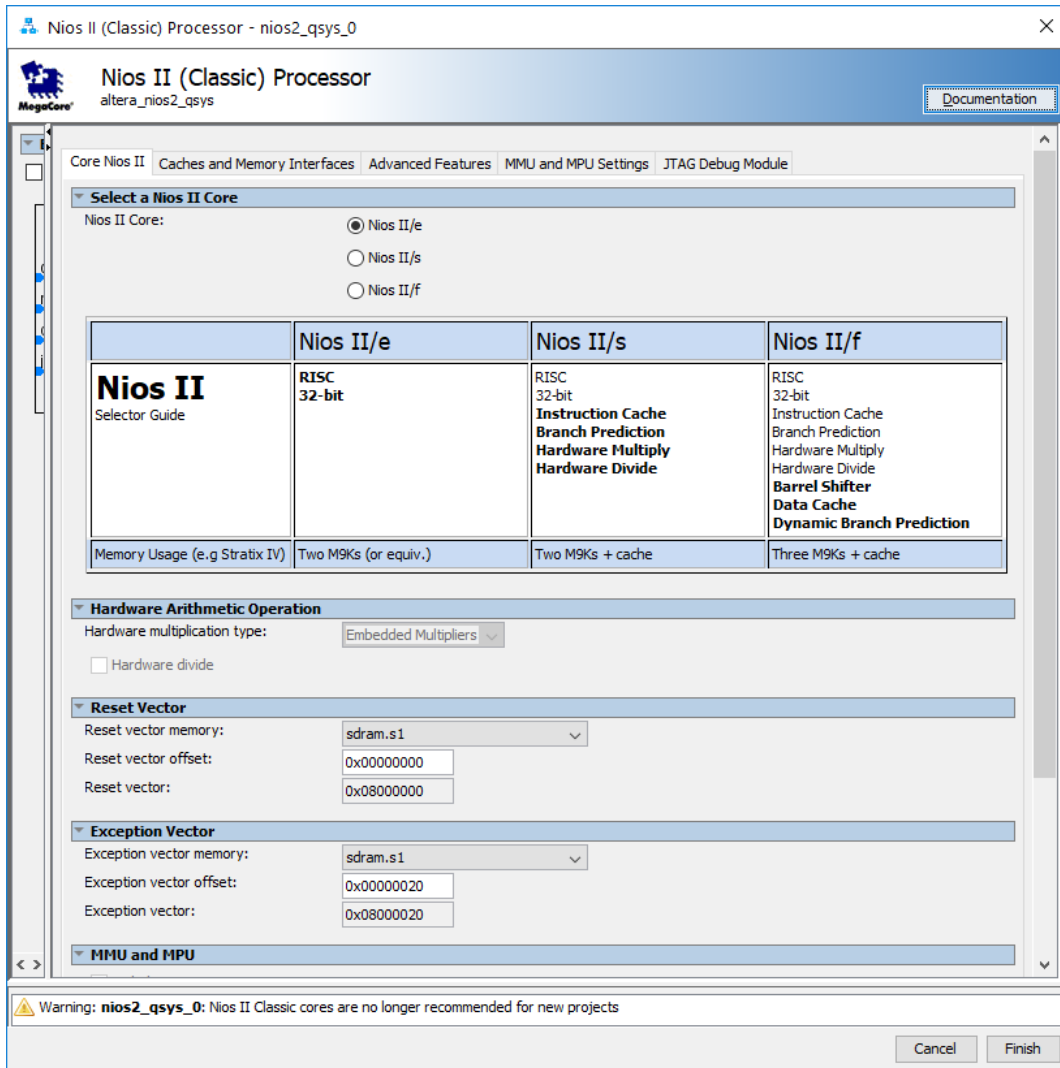 Nios II (Classic) Processor - nios2_qsys_0
MegaCore®
Nios II (Classic) Processor
altera_nios2_qsys
Documentation
Core Nios II Caches and Memory Interfaces Advanced Features MMU and MPU Settings JTAG Debug Module
Select a Nios II Core
Nios II Core:
Nios II/e
Nios II/s
Nios II/f
Nios II/e Nios II/s Nios II/f
Nios II
Selector Guide
RISC
32-bit
RISC
32-bit
Instruction Cache
Branch Prediction
Hardware Multiply
Hardware Divide
RISC
32-bit
Instruction Cache
Branch Prediction
Hardware Multiply
Hardware Divide
Barrel Shifter
Data Cache
Dynamic Branch Prediction
Memory Usage (e.g Stratix IV) Two M9Ks (or equiv.) Two M9Ks + cache Three M9Ks + cache
Hardware Arithmetic Operation
Hardware multiplication type: Embedded Multipliers
Hardware divide
Reset Vector
Reset vector memory: sdram.s1
Reset vector offset: 0x00000000
Reset vector: 0x08000000
Exception Vector
Exception vector memory: sdram.s1
Exception vector offset: 0x00000020
Exception vector: 0x08000020
MMU and MPU
Warning: nios2_qsys_0: Nios II Classic cores are no longer recommended for new projects
Cancel Finish